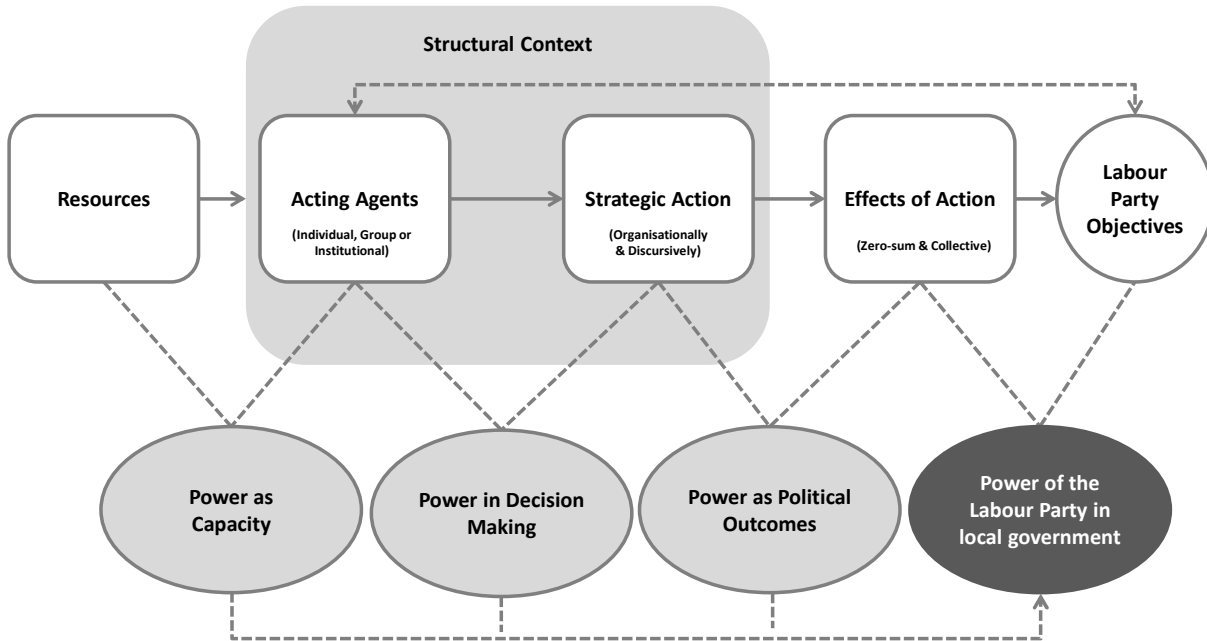 Structural Context
Resources
Acting Agents
(Individual, Group or
Institutional)
Strategic Action
(Organisationally
& Discursively)
Effects of Action
(Zero-sum & Collective)
Labour
Party
Objectives
Power as
Capacity
Power in Decision
Making
Power as Political
Outcomes
Power of the
Labour Party in
local government